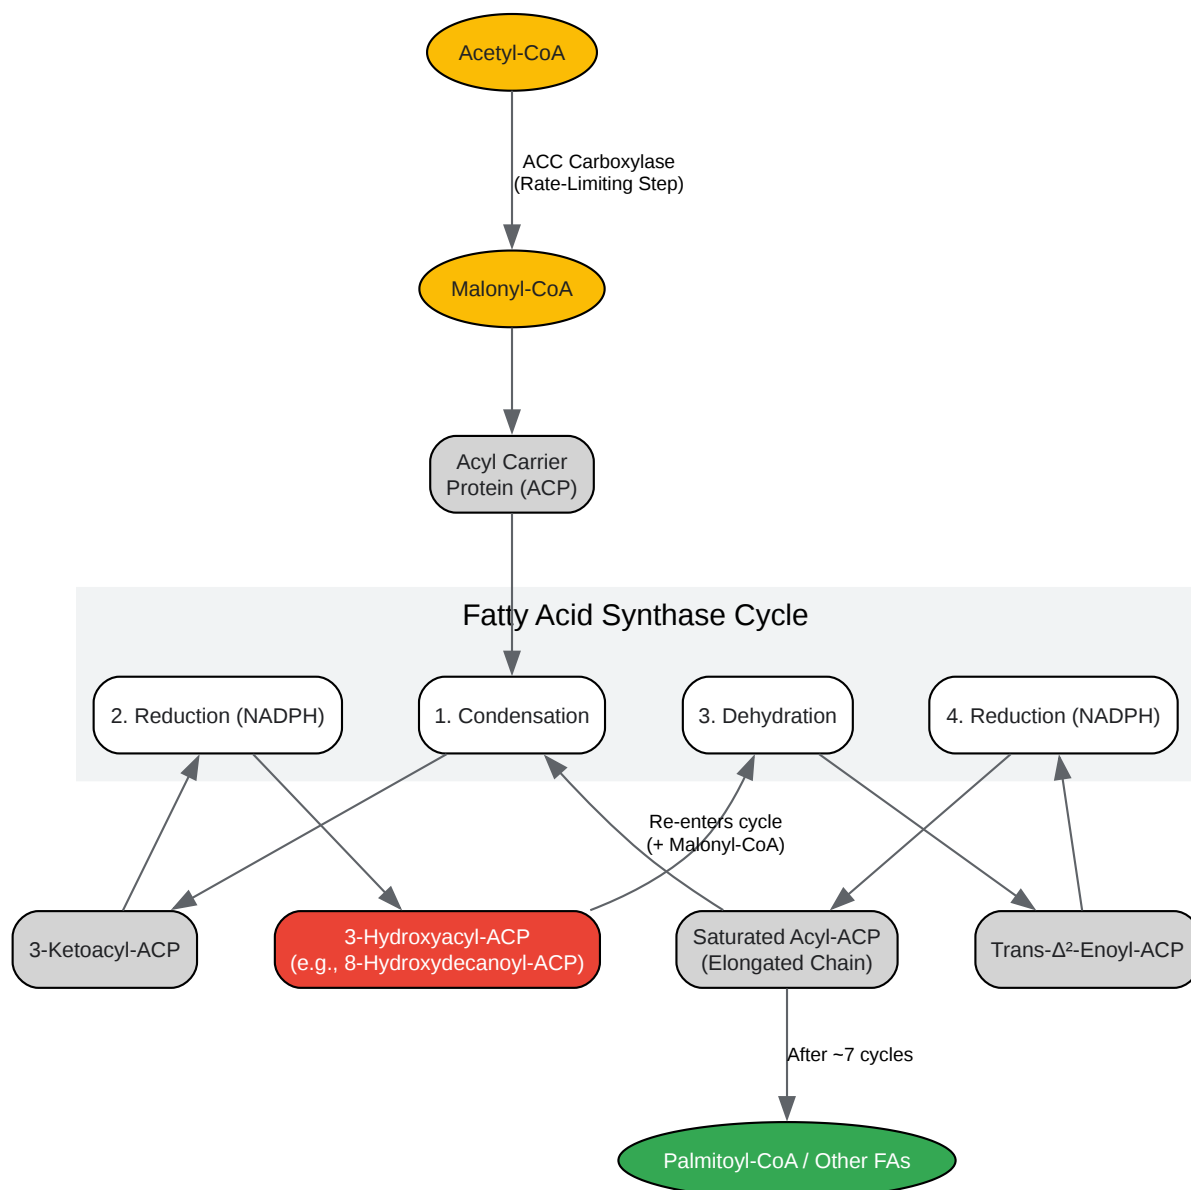 Acetyl-CoA
ACC Carboxylase
(Rate-Limiting Step)
Malonyl-CoA
Acyl Carrier
Protein (ACP)
Fatty Acid Synthase Cycle
2. Reduction (NADPH)
1. Condensation
3. Dehydration
4. Reduction (NADPH)
Re-enters cycle
(+ Malonyl-CoA)
3-Ketoacyl-ACP
3-Hydroxyacyl-ACP
(e.g., 8-Hydroxydecanoyl-ACP)
Saturated Acyl-ACP
(Elongated Chain)
Trans-Δ²-Enoyl-ACP
After ~7 cycles
Palmitoyl-CoA / Other FAs